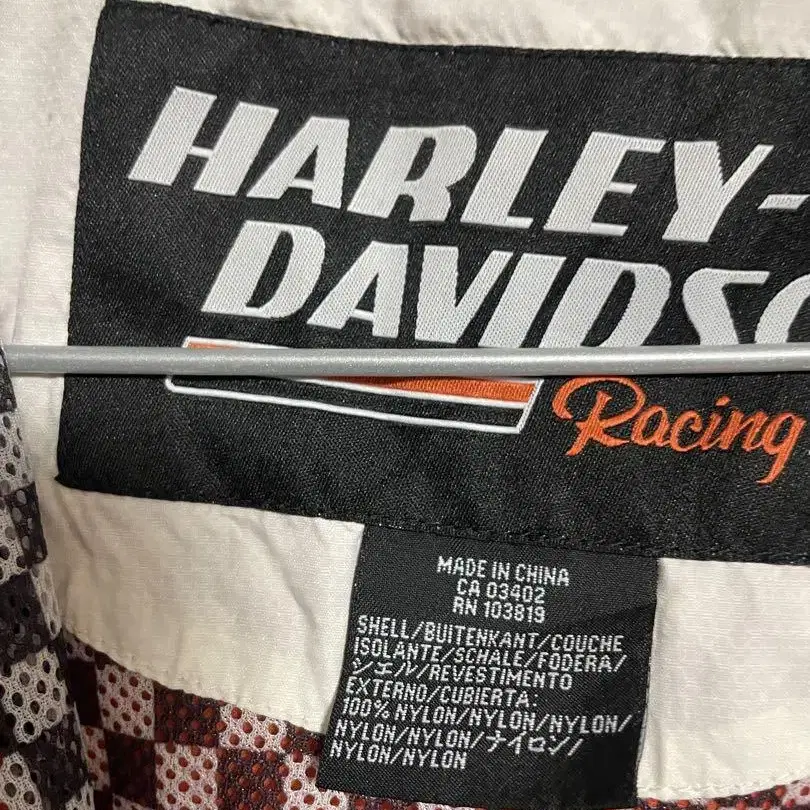 HARLEY-
DAVIDSO
Racing
MADE IN CHINA
CA 03402
RN 103819
SHELL/BUITENKANT/COUCHE
ISOLANTE/SCHALE/FODERA/
シェル/REVESTIMENTO
EXTERNO/CUBIERTA:
100% NYLON/NYLON/NYLON/
NYLON/NYLON/ナイロン/
NYLON/NYLON